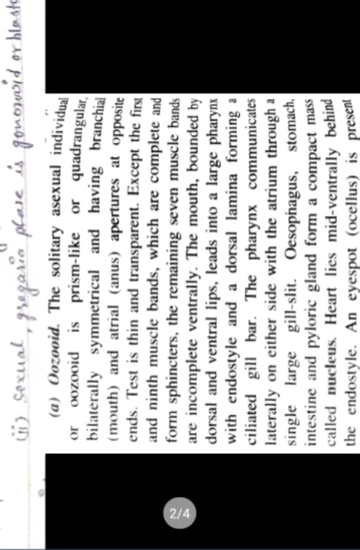 (ii) sexual, gregaria phase is gonozooid or blasto
(a) Oozooid. The solitary asexual individual
or oozooid is prism-like or quadrangular,
bilaterally symmetrical and having branchial
(mouth) and atrial (anus) apertures at opposite
ends. Test is thin and transparent. Except the first
and ninth muscle bands, which are complete and
form sphincters, the remaining seven muscle bands
are incomplete ventrally. The mouth, bounded by
dorsal and ventral lips, leads into a large pharynx
with endostyle and a dorsal lamina forming a
ciliated gill bar. The pharynx communicates
laterally on either side with the atrium through a
single large gill-slit. Oesophagus, stomach,
intestine and pyloric gland form a compact mass
called nucleus. Heart lies mid-ventrally behind
the endostyle. An eyespot (ocellus) is present
2/4